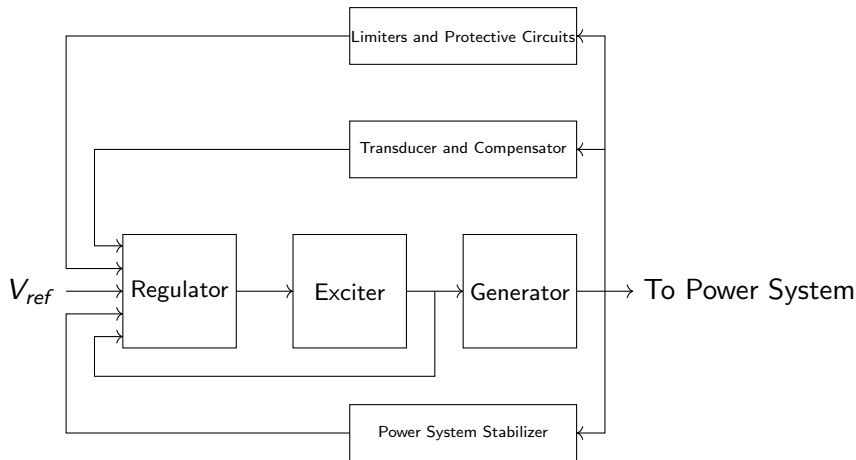 Limiters and Protective Circuits
Transducer and Compensator
V_ref
Regulator
Exciter
Generator
To Power System
Power System Stabilizer